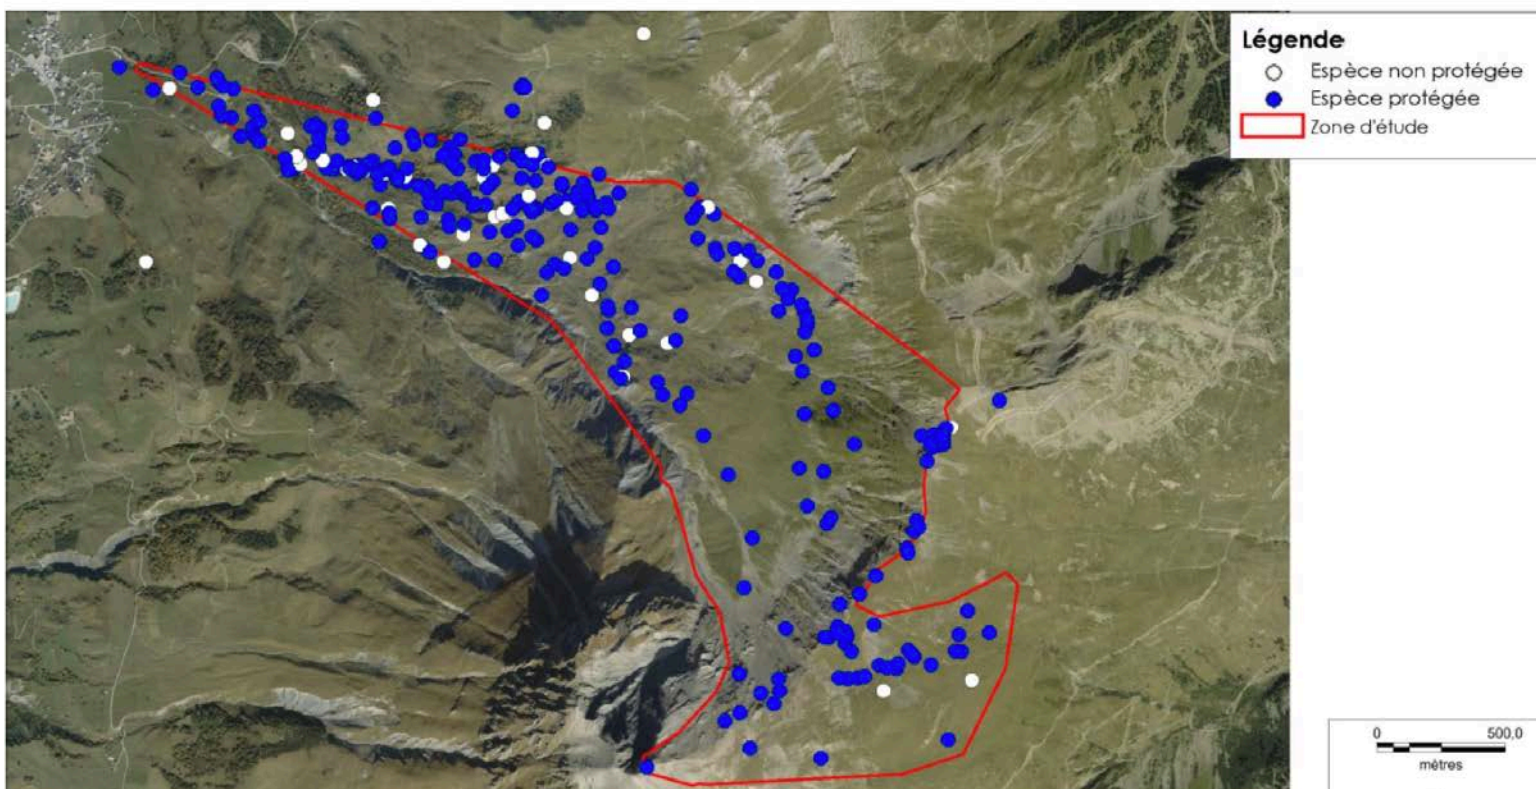 Légende
Espèce non protégée
Espèce protégée
Zone d'étude
0 500,0
mètres